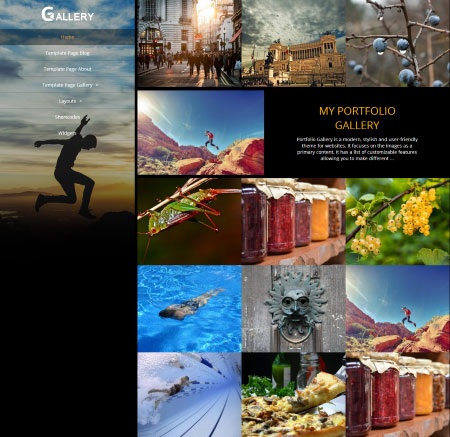 GALLERY
Home
Template Page Blog
Template Page About
Template Page Gallery
Layouts
Shortcodes
Widgets
MY PORTFOLIO
GALLERY
Portfolio Gallery is a modern, stylish and user-friendly
theme for websites. It focuses on the images as a
primary content. It has a list of customizable features
allowing you to make different ...